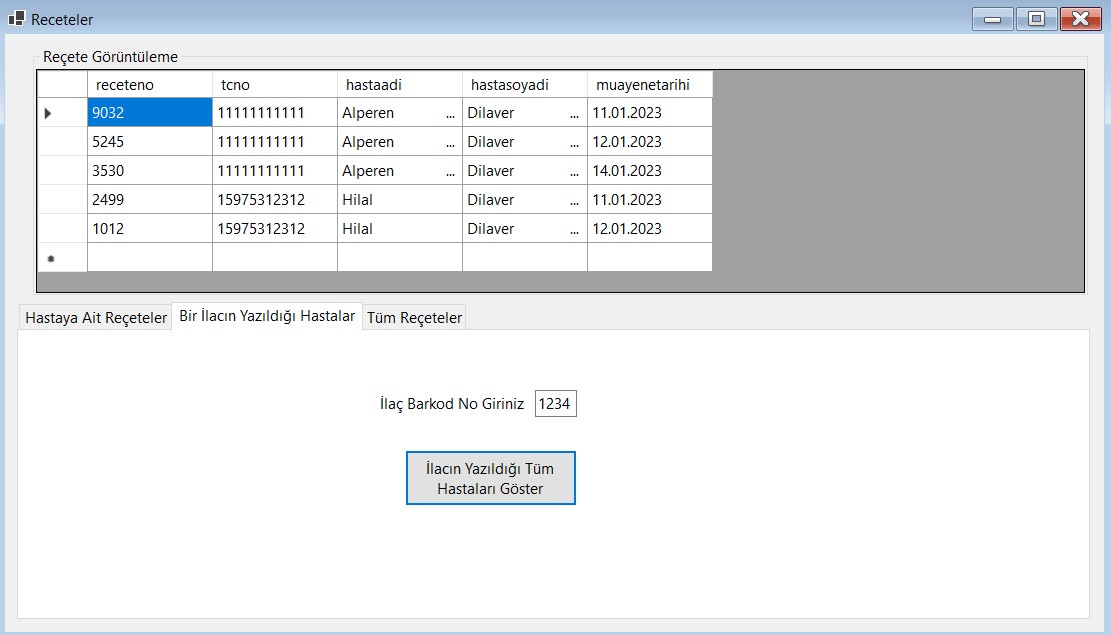 Receteler
Reçete Görüntüleme
receteno tcno hastaadi hastasoyadi muayenetarihi
9032 11111111111 Alperen ... Dilaver ... 11.01.2023
5245 11111111111 Alperen ... Dilaver ... 12.01.2023
3530 11111111111 Alperen ... Dilaver ... 14.01.2023
2499 15975312312 Hilal Dilaver ... 11.01.2023
1012 15975312312 Hilal Dilaver ... 12.01.2023
Hastaya Ait Reçeteler Bir İlacın Yazıldığı Hastalar Tüm Reçeteler
İlaç Barkod No Giriniz 1234
İlacın Yazıldığı Tüm
Hastaları Göster